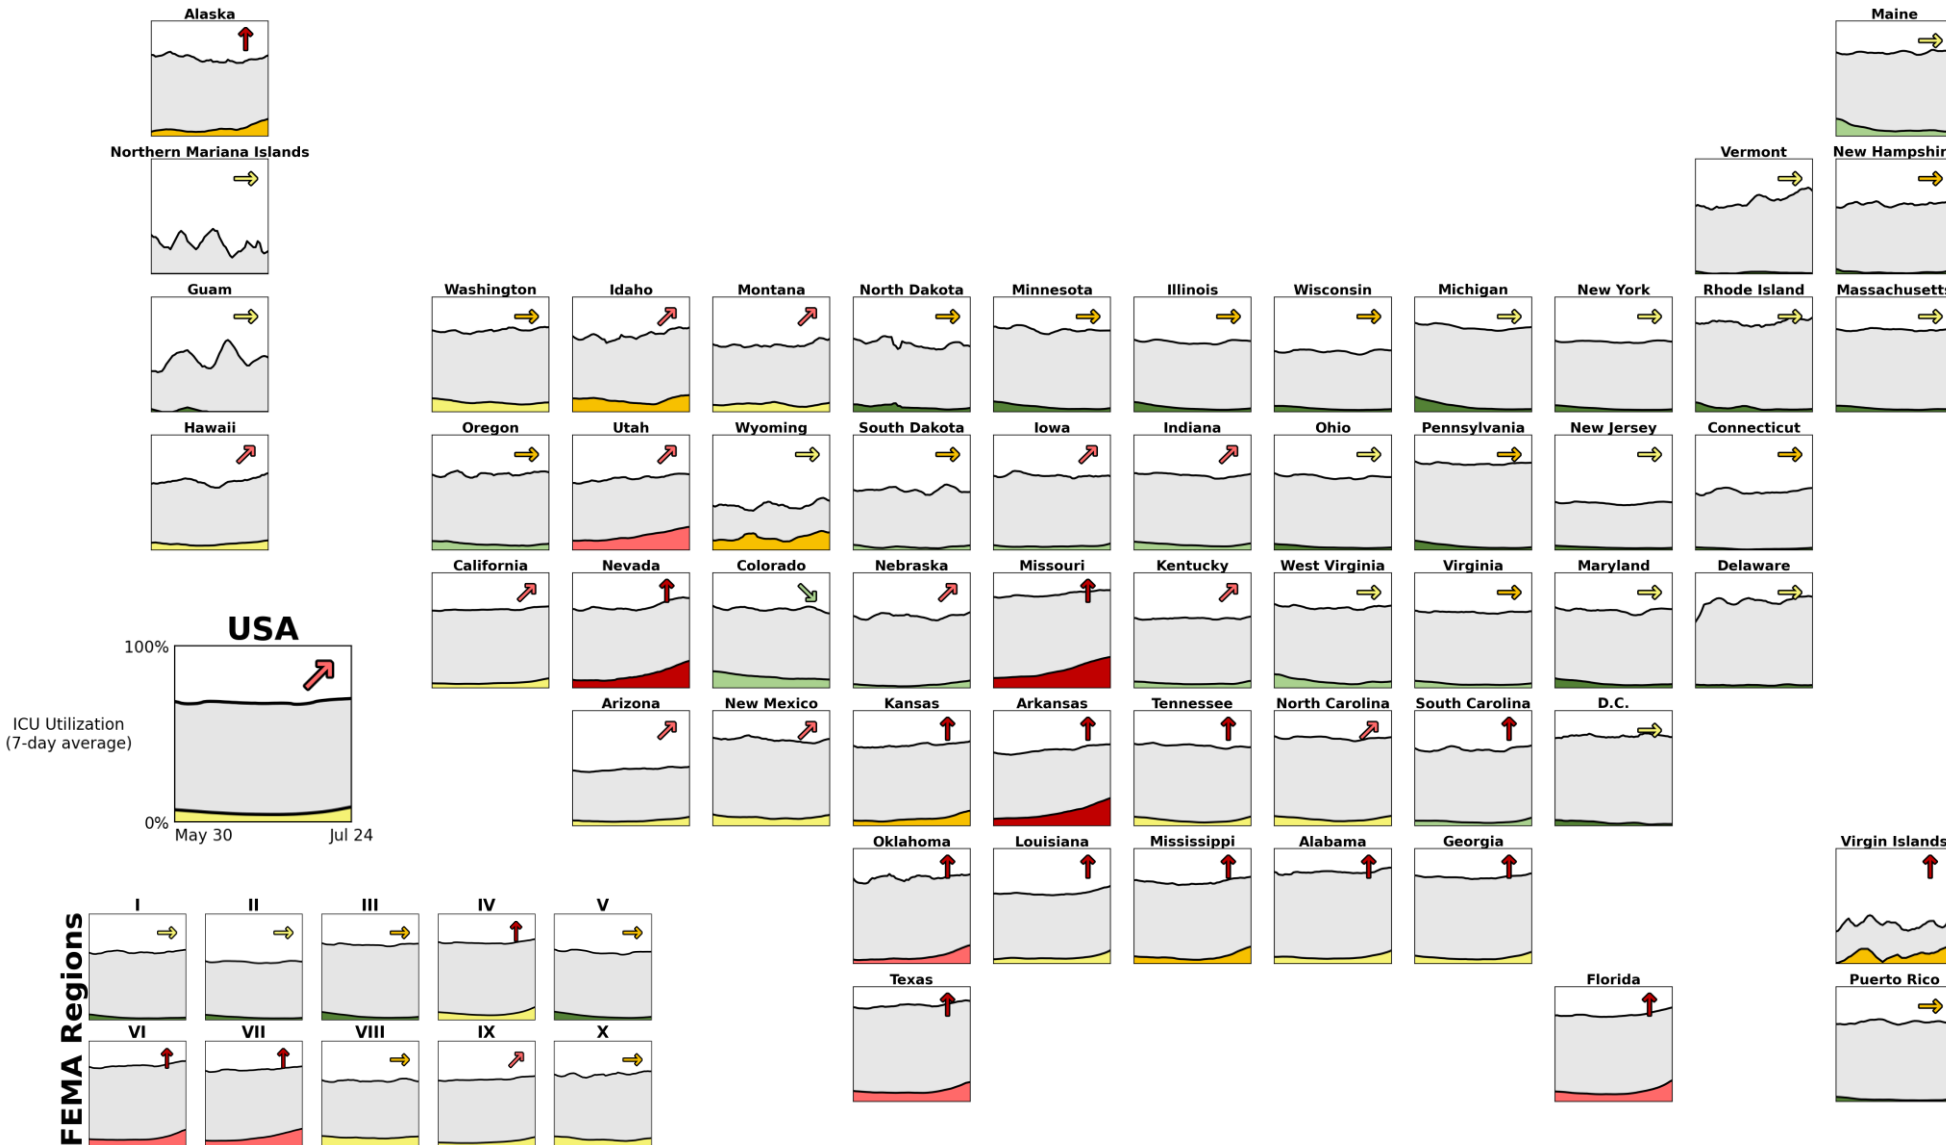 Alaska
Maine
Northern Mariana Islands
Vermont
New Hampshir
Guam
Washington
Idaho
Montana
North Dakota
Minnesota
Illinois
Wisconsin
Michigan
New York
Rhode Island
Massachusetts
Hawaii
Oregon
Utah
Wyoming
South Dakota
Iowa
Indiana
Ohio
Pennsylvania
New Jersey
Connecticut
California
Nevada
Colorado
Nebraska
Missouri
Kentucky
West Virginia
Virginia
Maryland
Delaware
USA
100%
ICU Utilization
(7-day average)
0%
May 30
Jul 24
Arizona
New Mexico
Kansas
Arkansas
Tennessee
North Carolina
South Carolina
D.C.
Oklahoma
Louisiana
Mississippi
Alabama
Georgia
Virgin Islands
Texas
Florida
Puerto Rico
FEMA Regions
I
II
III
IV
V
VI
VII
VIII
IX
X